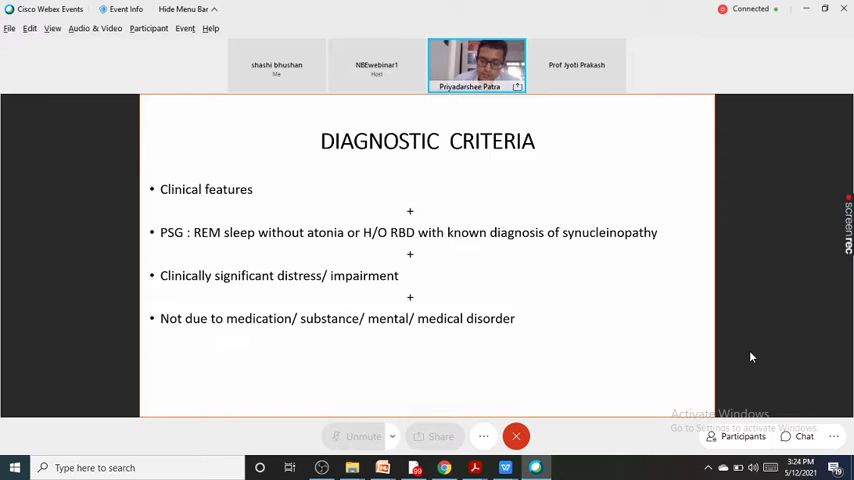 Cisco Webex Events
Event Info
Hide Menu Bar
Connected
File Edit View Audio & Video Participant Event Help
shashi bhushan
Me
NBEwebinar1
Host
Priyadarshee Patra
Prof Jyoti Prakash
DIAGNOSTIC CRITERIA
• Clinical features
+
• PSG : REM sleep without atonia or H/O RBD with known diagnosis of synucleinopathy
+
• Clinically significant distress/ impairment
+
• Not due to medication/ substance/ mental/ medical disorder
screenrec
Activate Windows
Go to Settings to activate Windows.
Unmute
Share
Participants
Chat
Type here to search
99
3:24 PM
5/12/2021
19